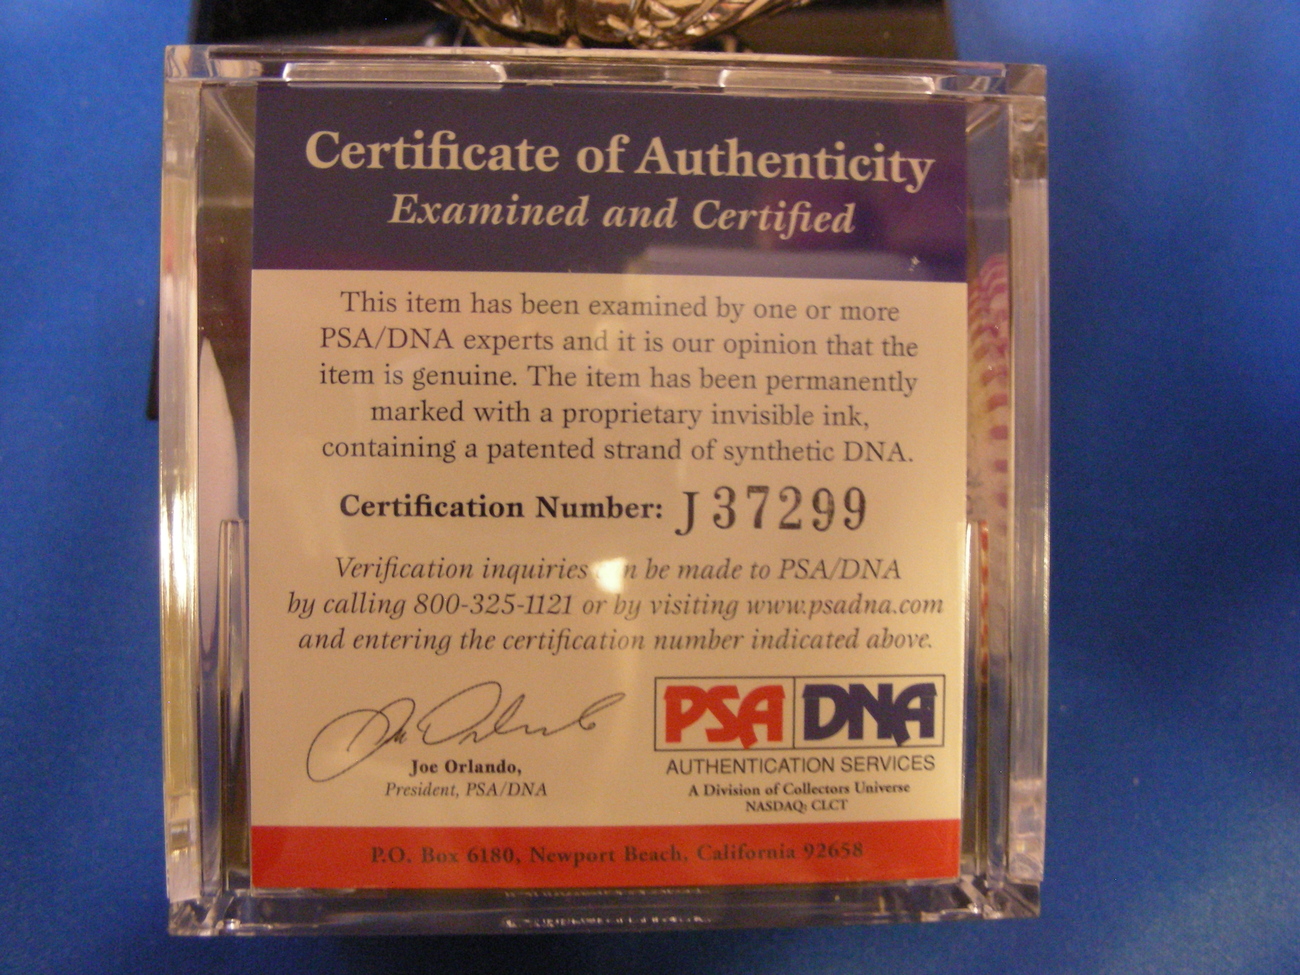 Certificate of Authenticity
Examined and Certified
This item has been examined by one or more
PSA/DNA experts and it is our opinion that the
item is genuine. The item has been permanently
marked with a proprietary invisible ink,
containing a patented strand of synthetic DNA.
Certification Number: J37299
Verification inquiries can be made to PSA/DNA
by calling 800-325-1121 or by visiting www.psadna.com
and entering the certification number indicated above.
Joe Orlando,
President, PSA/DNA
PSA DNA
AUTHENTICATION SERVICES
A Division of Collectors Universe
NASDAQ: CLCT
P.O. Box 6180, Newport Beach, California 92658